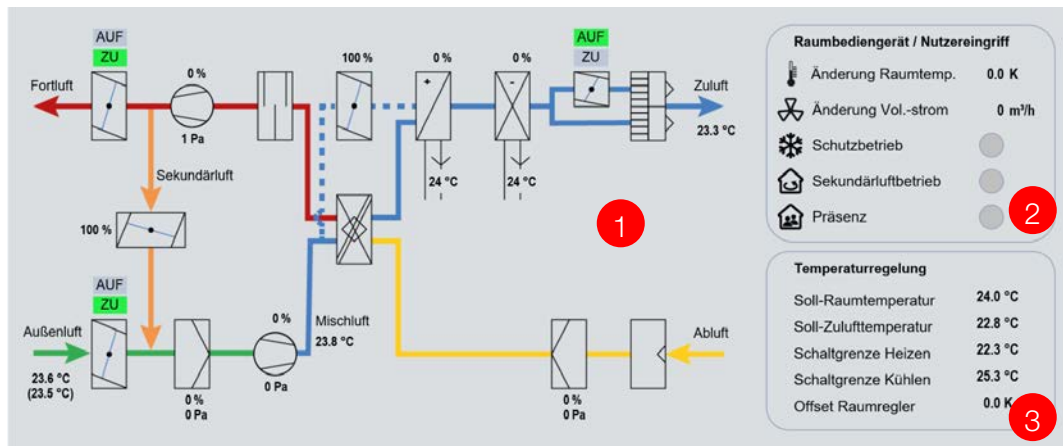 AUF
ZU
Fortluft
0 %
1 Pa
100 %
0 %
+
0 %
-
AUF
ZU
Zuluft
23.3 °C
24 °C
24 °C
Sekundärluft
100 %
AUF
ZU
Außenluft
23.6 °C
(23.5 °C)
0 %
0 Pa
0 %
0 Pa
Mischluft
23.8 °C
0 %
0 Pa
Abluft
1
Raumbediengerät / Nutzereingriff
Änderung Raumtemp. 0.0 K
Änderung Vol.-strom 0 m³/h
Schutzbetrieb
Sekundärluftbetrieb
Präsenz
2
Temperaturregelung
Soll-Raumtemperatur 24.0 °C
Soll-Zulufttemperatur 22.8 °C
Schaltgrenze Heizen 22.3 °C
Schaltgrenze Kühlen 25.3 °C
Offset Raumregler 0.0 K
3